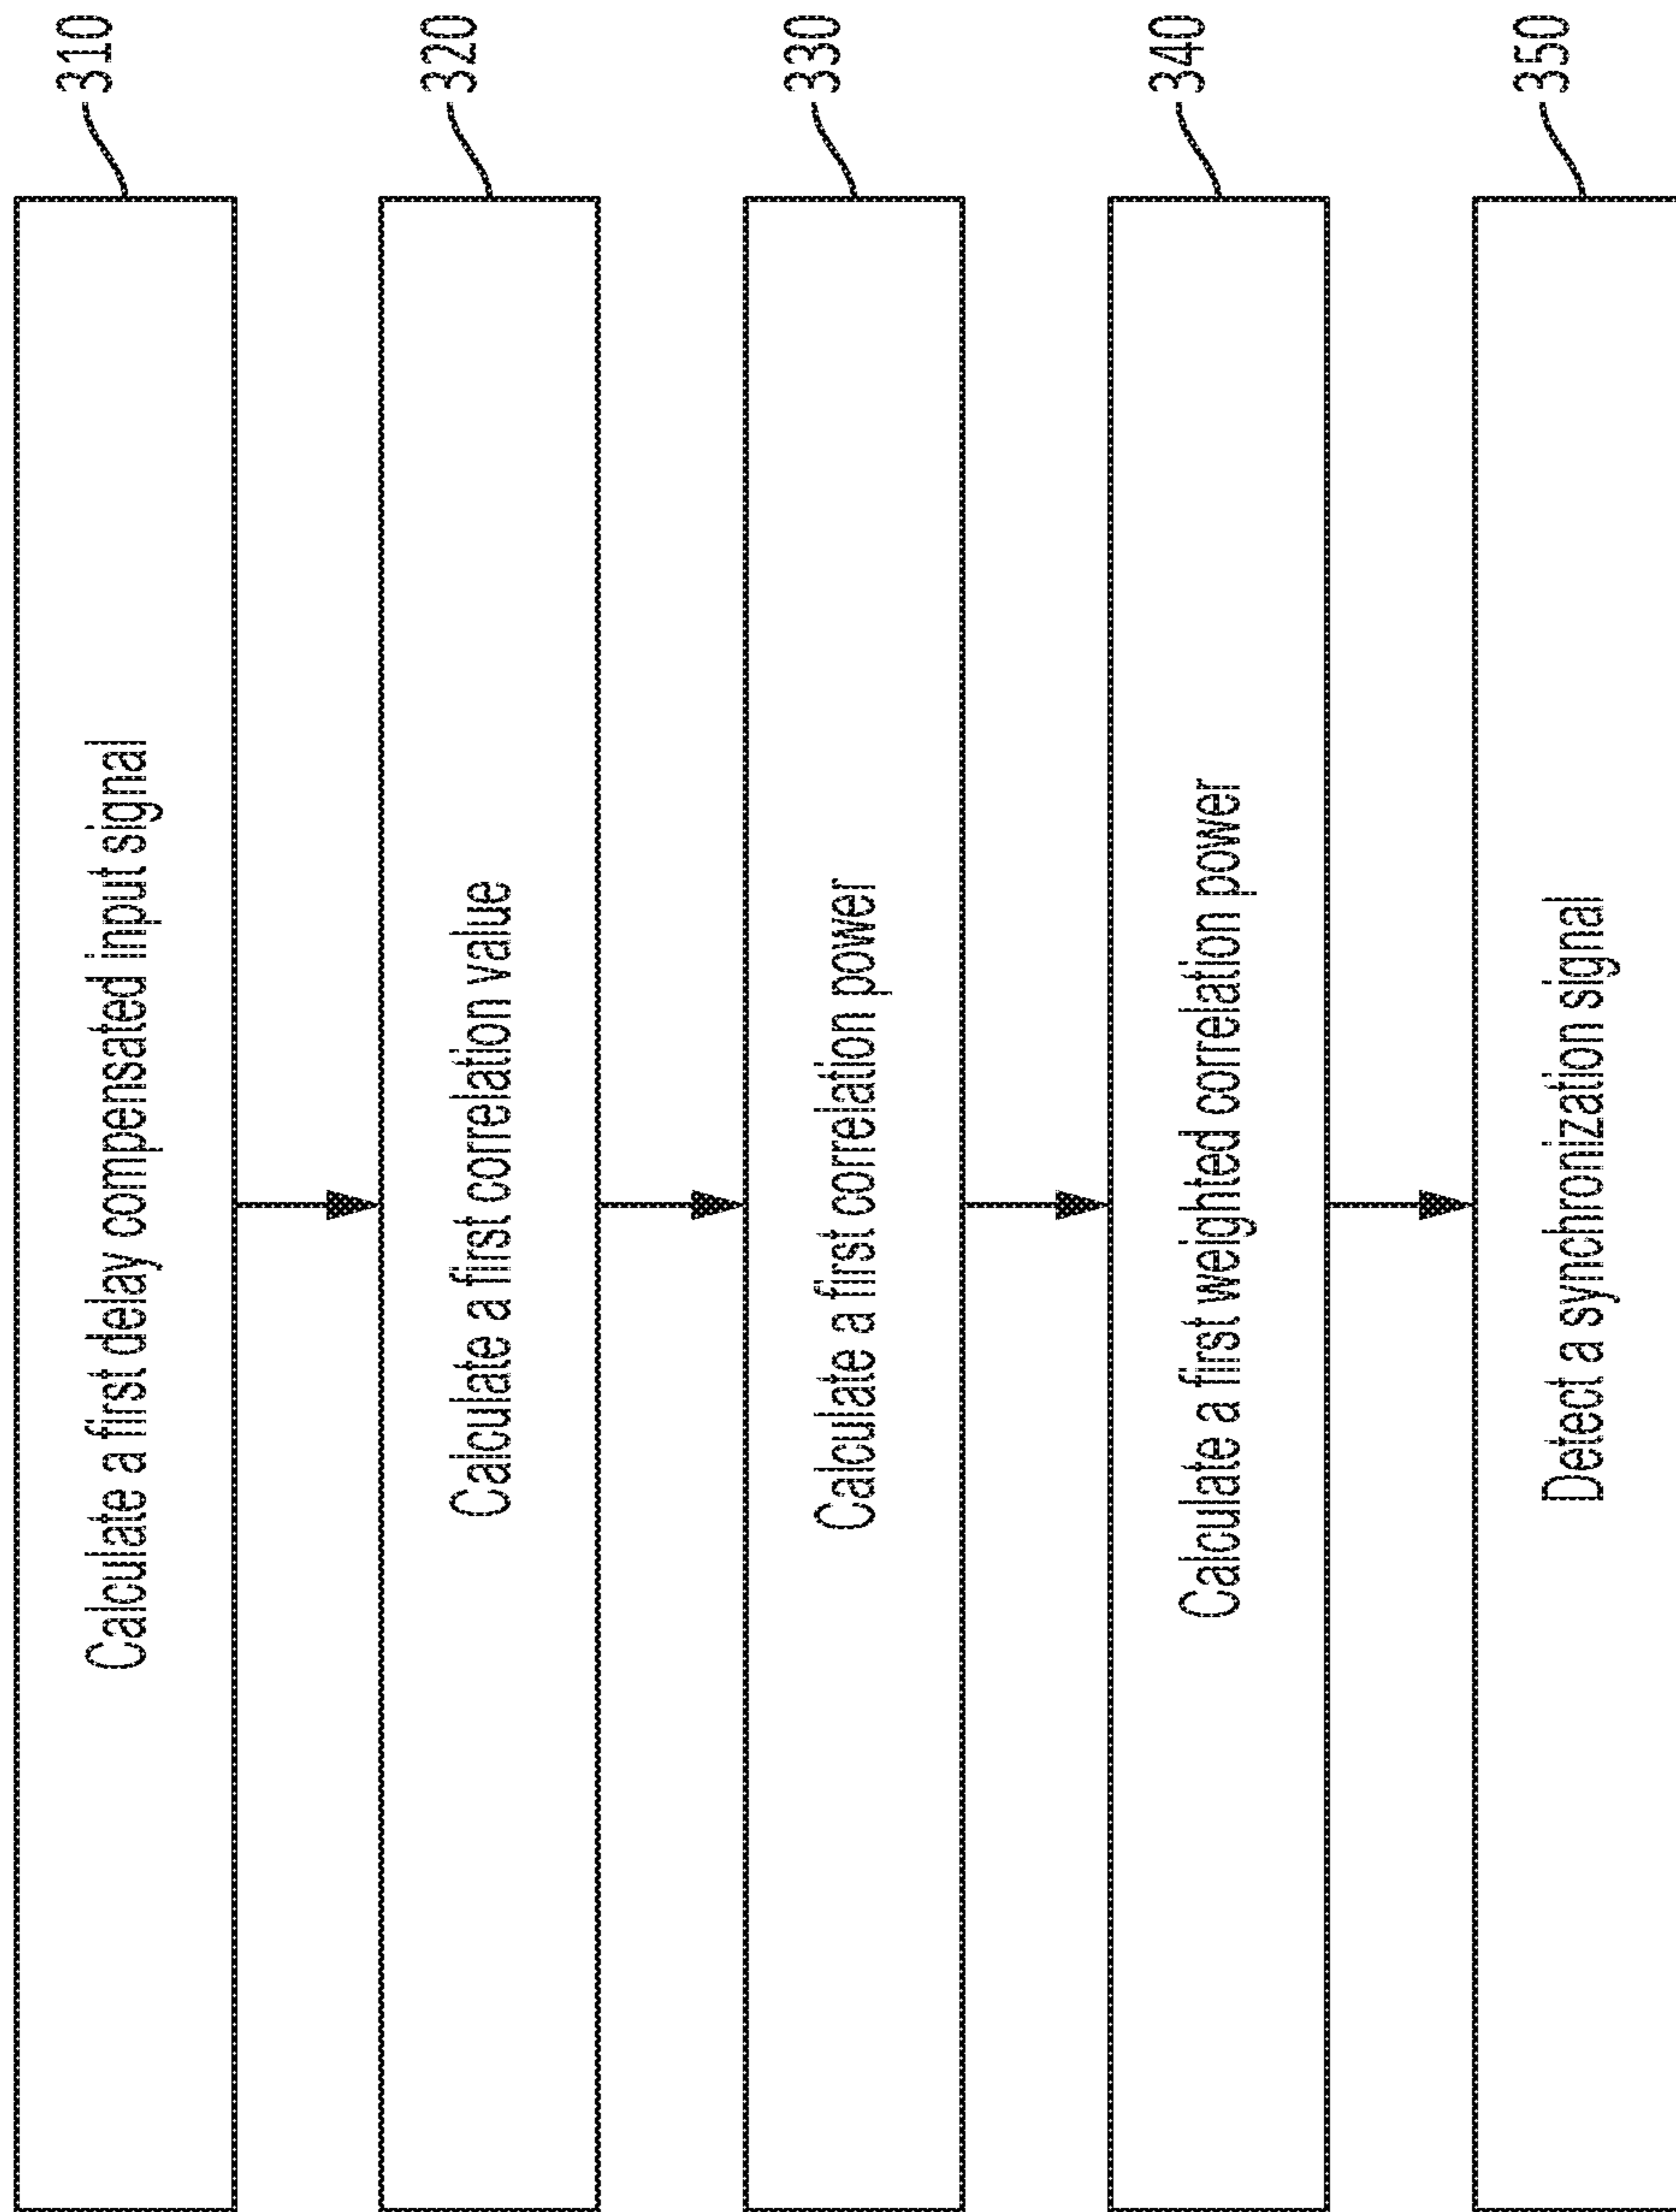 310
Calculate a first delay compensated input signal
320
Calculate a first correlation value
330
Calculate a first correlation power
340
Calculate a first weighted correlation power
350
Detect a synchronization signal